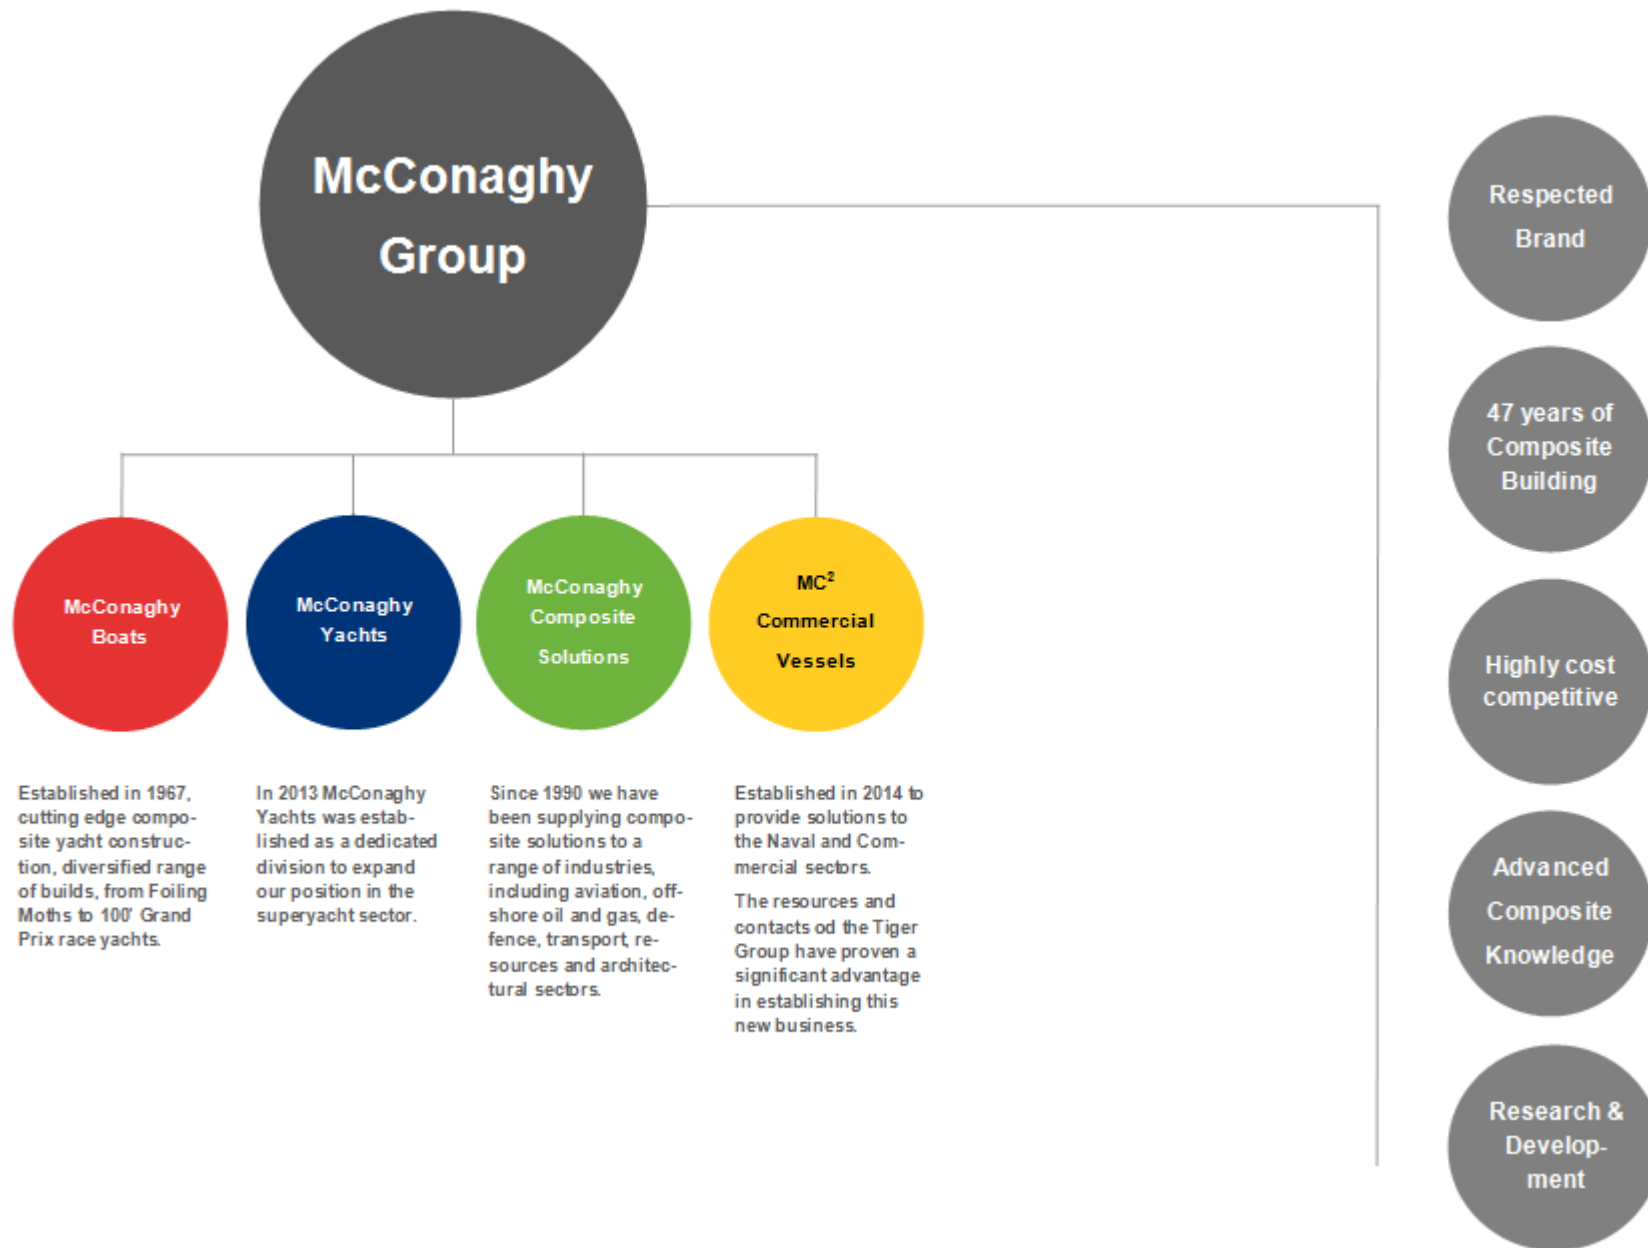 McConaghy
Group
McConaghy
Boats
McConaghy
Yachts
McConaghy
Composite
Solutions
MC²
Commercial
Vessels
Established in 1967,
cutting edge compo-
site yacht construc-
tion, diversified range
of builds, from Foiling
Moths to 100' Grand
Prix race yachts.
In 2013 McConaghy
Yachts was estab-
lished as a dedicated
division to expand
our position in the
superyacht sector.
Since 1990 we have
been supplying compo-
site solutions to a
range of industries,
including aviation, off-
shore oil and gas, de-
fence, transport, re-
sources and architec-
tural sectors.
Established in 2014 to
provide solutions to
the Naval and Com-
mercial sectors.
The resources and
contacts od the Tiger
Group have proven a
significant advantage
in establishing this
new business.
Respected
Brand
47 years of
Composite
Building
Highly cost
competitive
Advanced
Composite
Knowledge
Research &
Develop-
ment